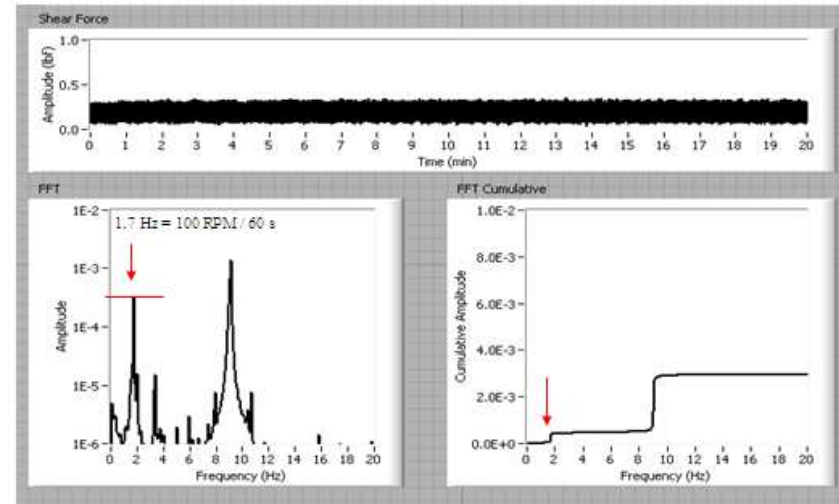 Shear Force
Amplitude (lbf)
1.0
0.5
0.0
0 1 2 3 4 5 6 7 8 9 10 11 12 13 14 15 16 17 18 19 20
Time (min)
FFT
1.7 Hz = 100 RPM / 60 s
Amplitude
1E-2
1E-3
1E-4
1E-5
1E-6
0 2 4 6 8 10 12 14 16 18 20
Frequency (Hz)
FFT Cumulative
Cumulative Amplitude
1.0E-2
8.0E-3
6.0E-3
4.0E-3
2.0E-3
0.0E+0
0 2 4 6 8 10 12 14 16 18 20
Frequency (Hz)